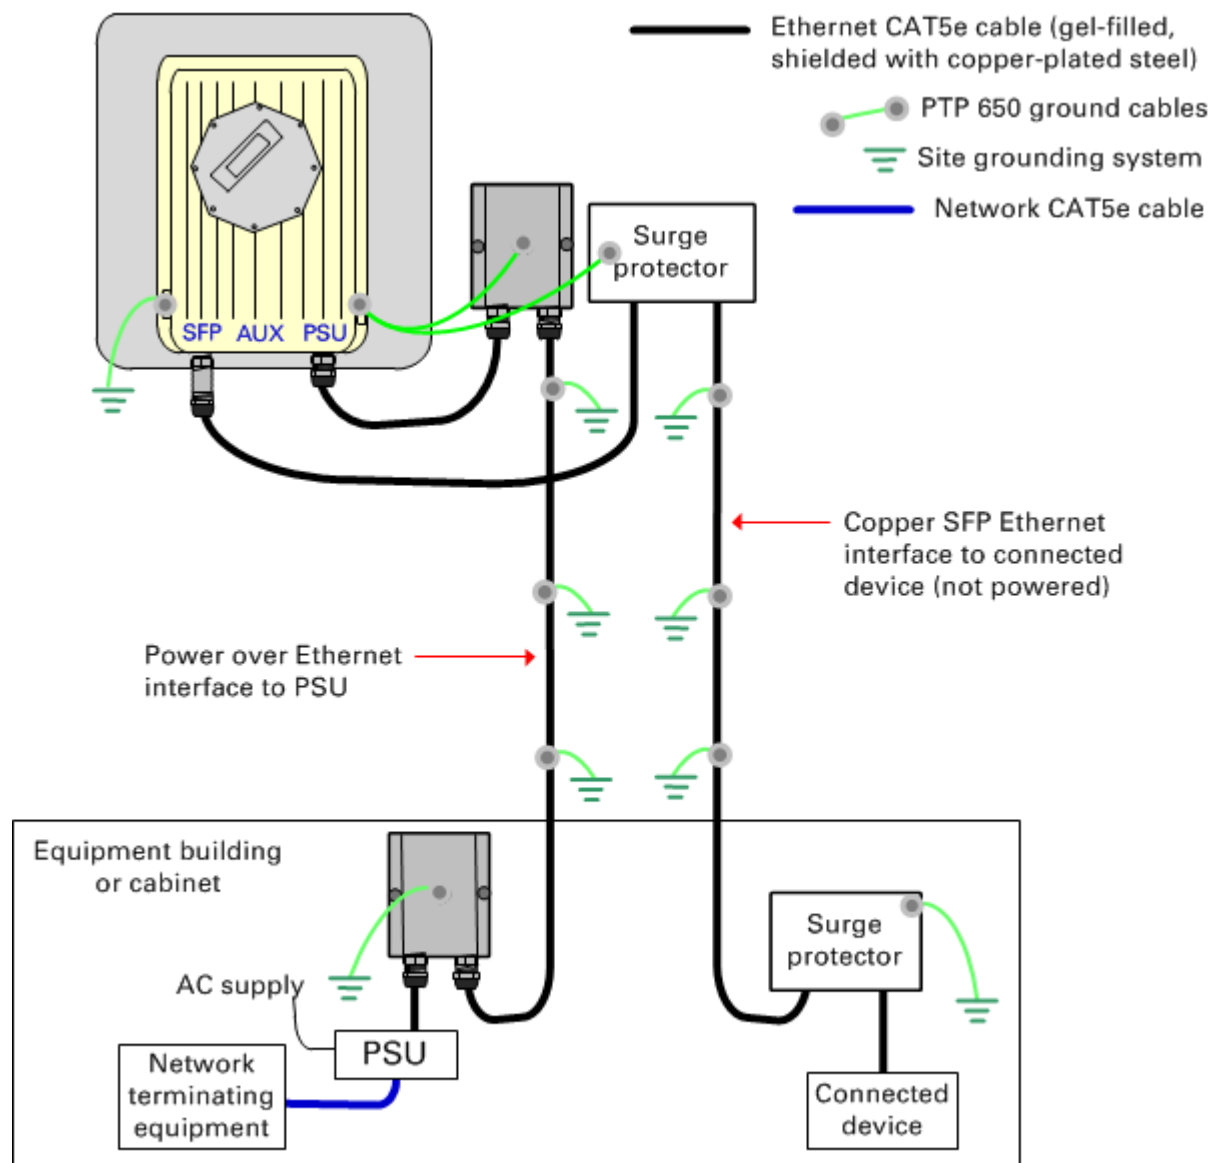 Ethernet CAT5e cable (gel-filled,
shielded with copper-plated steel)
PTP 650 ground cables
Site grounding system
Network CAT5e cable
Surge
protector
SFP AUX PSU
Copper SFP Ethernet
interface to connected
device (not powered)
Power over Ethernet
interface to PSU
Equipment building
or cabinet
Surge
protector
AC supply
PSU
Network
terminating
equipment
Connected
device